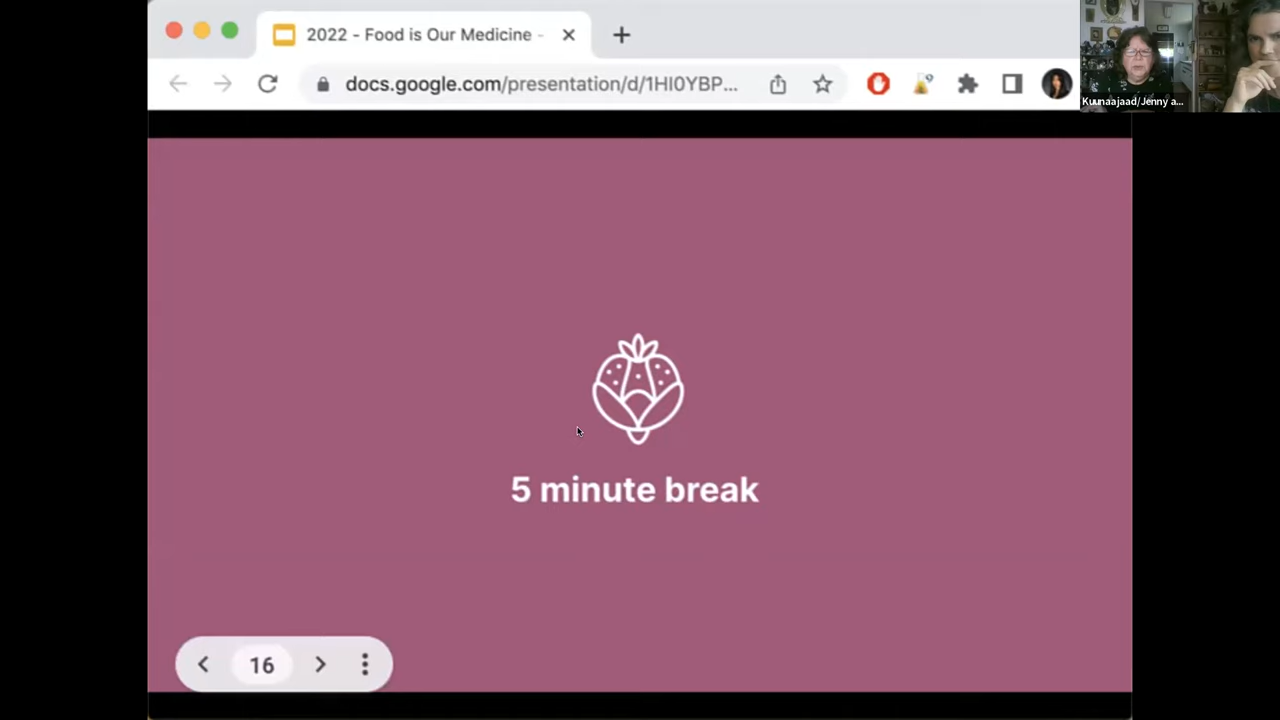 2022 - Food is Our Medicine -
docs.google.com/presentation/d/1HI0YBP...
Kuunaajaad/Jenny a...
5 minute break
16